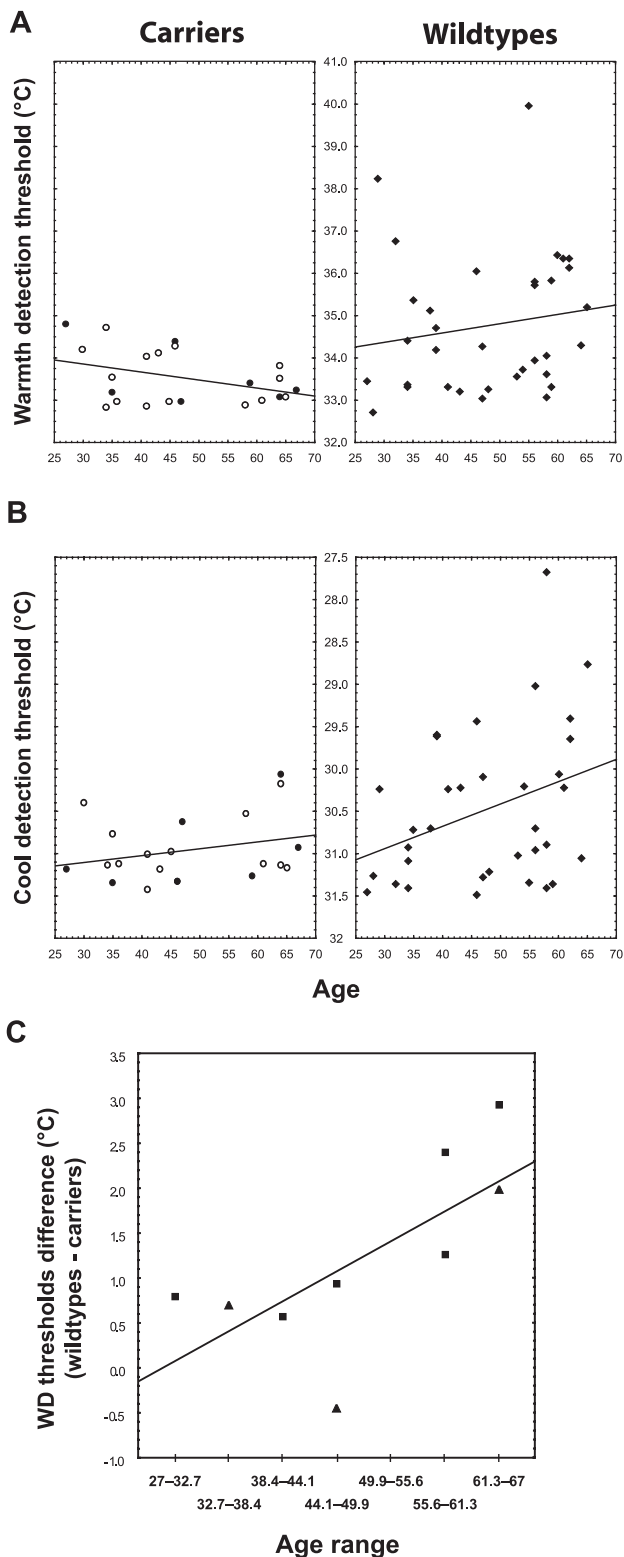 A
Carriers
Wildtypes
Warmth detection threshold (°C)
41.0
40.0
39.0
38.0
37.0
36.0
35.0
34.0
33.0
32.0
25 30 35 40 45 50 55 60 65 70
25 30 35 40 45 50 55 60 65 70
B
Cool detection threshold (°C)
27.5
28.0
28.5
29.0
29.5
30.0
30.5
31.0
31.5
32
25 30 35 40 45 50 55 60 65 70
25 30 35 40 45 50 55 60 65 70
Age
C
WD thresholds difference (°C)
(wildtypes - carriers)
3.5
3.0
2.5
2.0
1.5
1.0
0.5
0.0
-0.5
-1.0
27–32.7 38.4–44.1 49.9–55.6 61.3–67
32.7–38.4 44.1–49.9 55.6–61.3
Age range